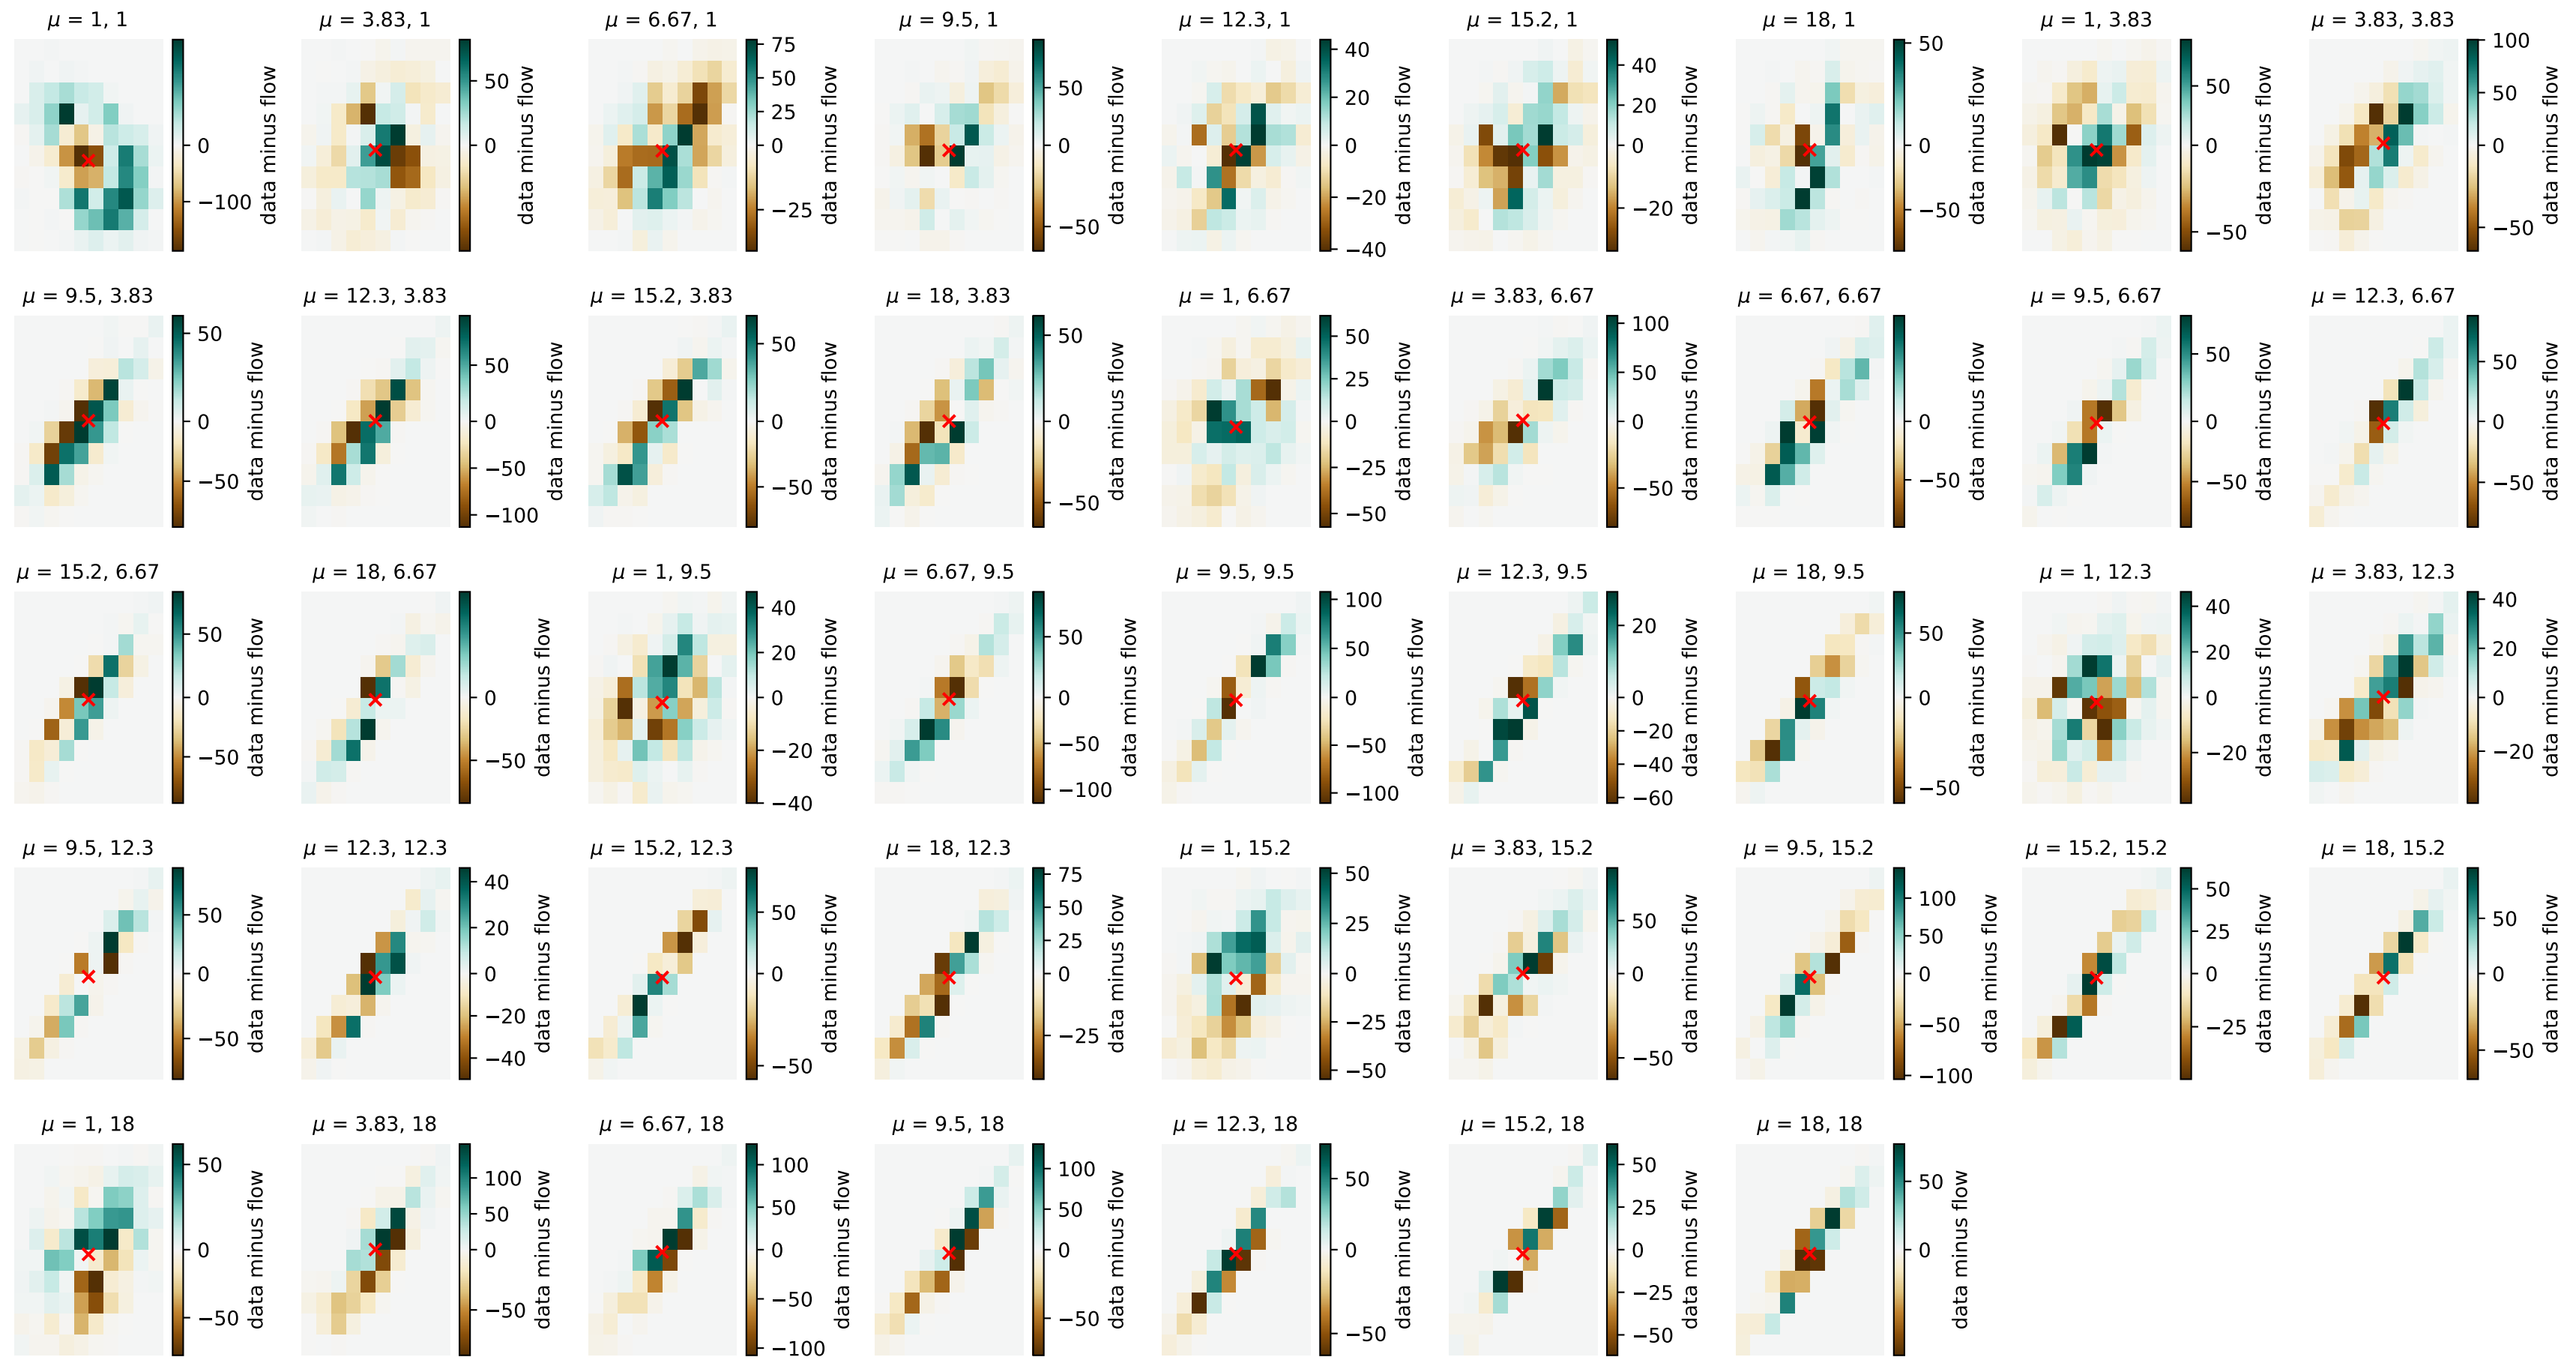 μ = 1, 1
μ = 3.83, 1
μ = 6.67, 1
μ = 9.5, 1
μ = 12.3, 1
μ = 15.2, 1
μ = 18, 1
μ = 1, 3.83
μ = 3.83, 3.83
0
−100
data minus flow
50
0
data minus flow
75
50
25
0
−25
data minus flow
50
0
−50
data minus flow
40
20
0
−20
−40
data minus flow
40
20
0
−20
data minus flow
50
0
−50
data minus flow
50
0
−50
data minus flow
100
50
0
−50
data minus flow
μ = 9.5, 3.83
μ = 12.3, 3.83
μ = 15.2, 3.83
μ = 18, 3.83
μ = 1, 6.67
μ = 3.83, 6.67
μ = 6.67, 6.67
μ = 9.5, 6.67
μ = 12.3, 6.67
50
0
−50
data minus flow
50
0
−50
−100
data minus flow
50
0
−50
data minus flow
50
0
−50
data minus flow
50
25
0
−25
−50
data minus flow
100
50
0
−50
data minus flow
0
−50
data minus flow
50
0
−50
data minus flow
50
0
−50
data minus flow
μ = 15.2, 6.67
μ = 18, 6.67
μ = 1, 9.5
μ = 6.67, 9.5
μ = 9.5, 9.5
μ = 12.3, 9.5
μ = 18, 9.5
μ = 1, 12.3
μ = 3.83, 12.3
50
0
−50
data minus flow
0
−50
data minus flow
40
20
0
−20
−40
data minus flow
50
0
−50
−100
data minus flow
100
50
0
−50
−100
data minus flow
20
0
−20
−40
−60
data minus flow
50
0
−50
data minus flow
40
20
0
−20
data minus flow
40
20
0
−20
data minus flow
μ = 9.5, 12.3
μ = 12.3, 12.3
μ = 15.2, 12.3
μ = 18, 12.3
μ = 1, 15.2
μ = 3.83, 15.2
μ = 9.5, 15.2
μ = 15.2, 15.2
μ = 18, 15.2
50
0
−50
data minus flow
40
20
0
−20
−40
data minus flow
50
0
−50
data minus flow
75
50
25
0
−25
data minus flow
50
25
0
−25
−50
data minus flow
50
0
−50
data minus flow
100
50
0
−50
−100
data minus flow
50
25
0
−25
data minus flow
50
0
−50
data minus flow
μ = 1, 18
μ = 3.83, 18
μ = 6.67, 18
μ = 9.5, 18
μ = 12.3, 18
μ = 15.2, 18
μ = 18, 18
50
0
−50
data minus flow
100
50
0
−50
data minus flow
100
50
0
−50
−100
data minus flow
100
50
0
−50
data minus flow
50
0
−50
data minus flow
50
25
0
−25
−50
data minus flow
50
0
data minus flow